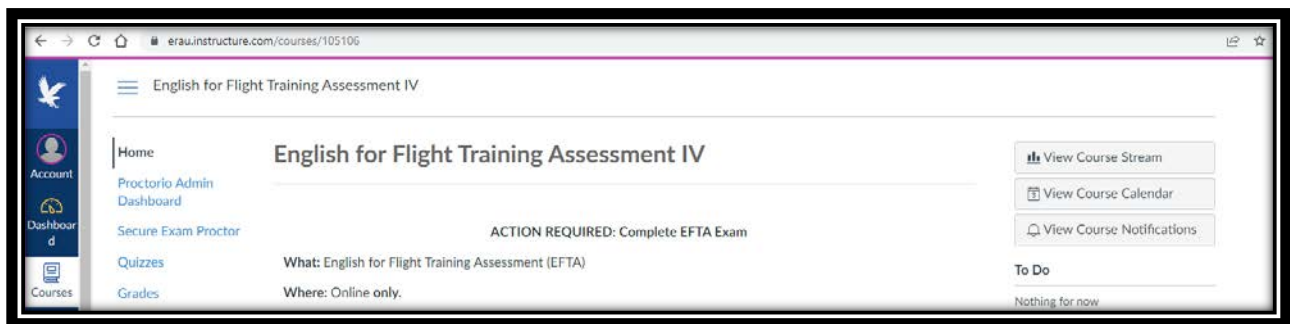 erau.instructure.com/courses/105106
English for Flight Training Assessment IV
Account
Dashboar
d
Courses
Home
Proctorio Admin
Dashboard
Secure Exam Proctor
Quizzes
Grades
English for Flight Training Assessment IV
ACTION REQUIRED: Complete EFTA Exam
What: English for Flight Training Assessment (EFTA)
Where: Online only.
View Course Stream
View Course Calendar
View Course Notifications
To Do
Nothing for now